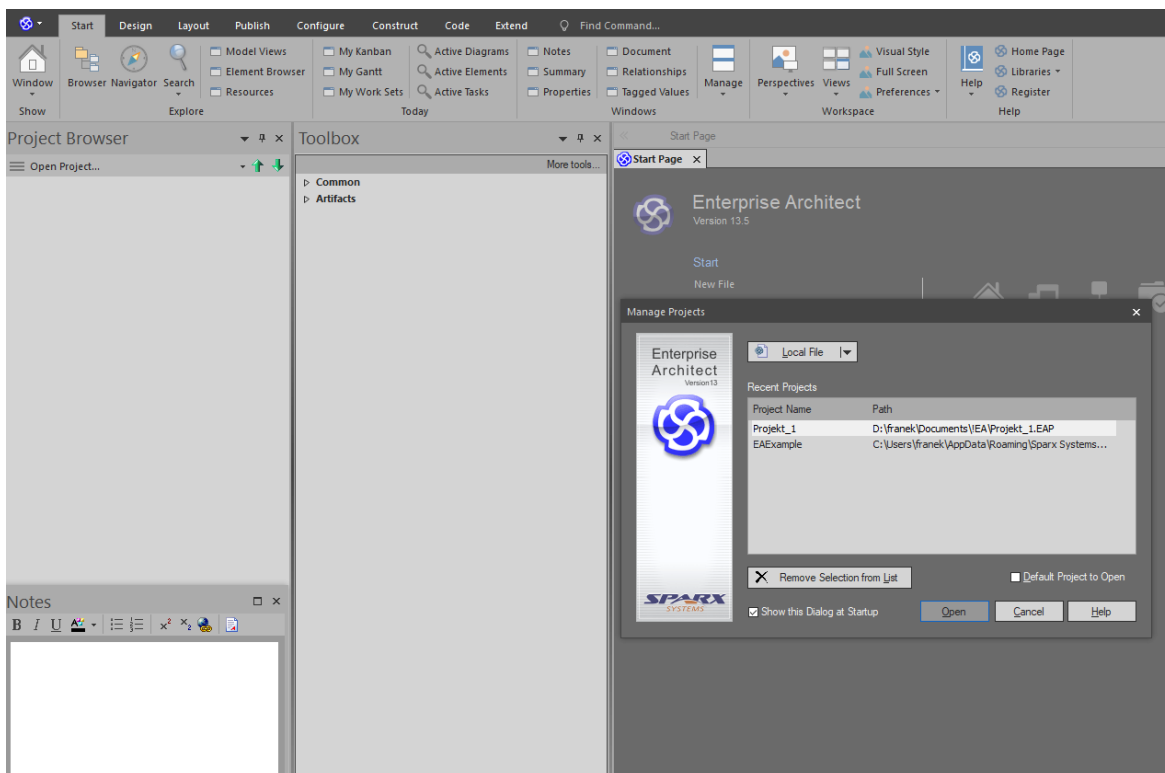 Start Design Layout Publish Configure Construct Code Extend Find Command...
Model Views My Kanban Active Diagrams Notes Document Visual Style Home Page
Element Browser My Gantt Active Elements Summary Relationships Full Screen Libraries
Window Browser Navigator Search Manage Perspectives Views Help
Resources My Work Sets Active Tasks Properties Tagged Values Preferences Register
Show Explore Today Windows Workspace Help
Project Browser
Open Project...
Toolbox
More tools...
Common
Artifacts
Start Page
Start Page
Enterprise Architect
Version 13.5
Start
New File
Manage Projects
Enterprise
Architect
Version 13
SPARX
SYSTEMS
Local File
Recent Projects
Project Name Path
Projekt_1 D:\franek\Documents\!EA\Projekt_1.EAP
EAExample C:\Users\franek\AppData\Roaming\Sparx Systems...
Remove Selection from List Default Project to Open
Show this Dialog at Startup Open Cancel Help
Notes
B I U A x² x₂